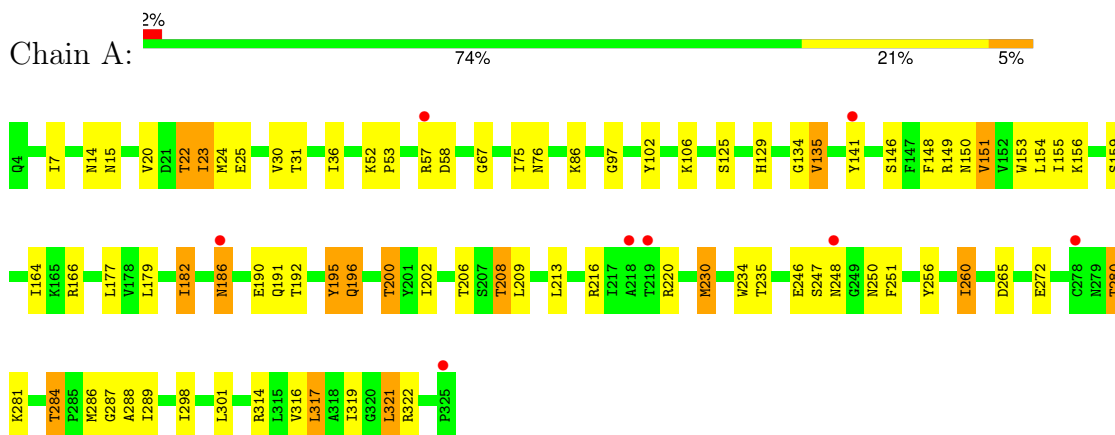 2%
Chain A:
74% 21% 5%
Q4 I7 N14 N15 V20 D21 T22 I23 M24 E25 V30 T31 I36 K52 P53 R57 D58 G67 I75 N76 K86 G97 Y102 K106 S125 H129 G134 V135 Y141 S146 F147 F148 R149 N150 V151 V152 W153 L154 I155 K156 S159
I164 K165 R166 L177 V178 L179 I182 N186 E190 Q191 T192 Y195 Q196 T200 Y201 I202 T206 S207 T208 L209 L213 R216 I217 A218 T219 R220 M230 W234 T235 E246 S247 N248 G249 N250 F251 Y256 I260 D265 E272 C278 N279 T280
K281 T284 P285 M286 G287 A288 I289 I298 L301 R314 L315 V316 L317 A318 I319 G320 L321 R322 P325